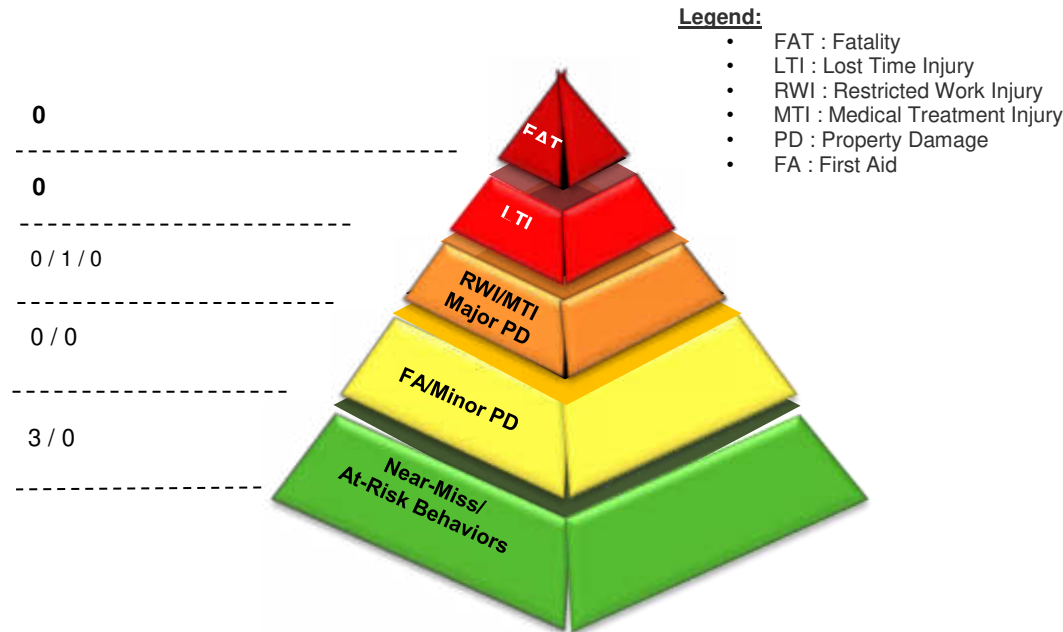 Legend:
• FAT : Fatality
• LTI : Lost Time Injury
• RWI : Restricted Work Injury
• MTI : Medical Treatment Injury
• PD : Property Damage
• FA : First Aid
0
FAT
0
LTI
0 / 1 / 0
RWI/MTI
Major PD
0 / 0
FA/Minor PD
3 / 0
Near-Miss/
At-Risk Behaviors